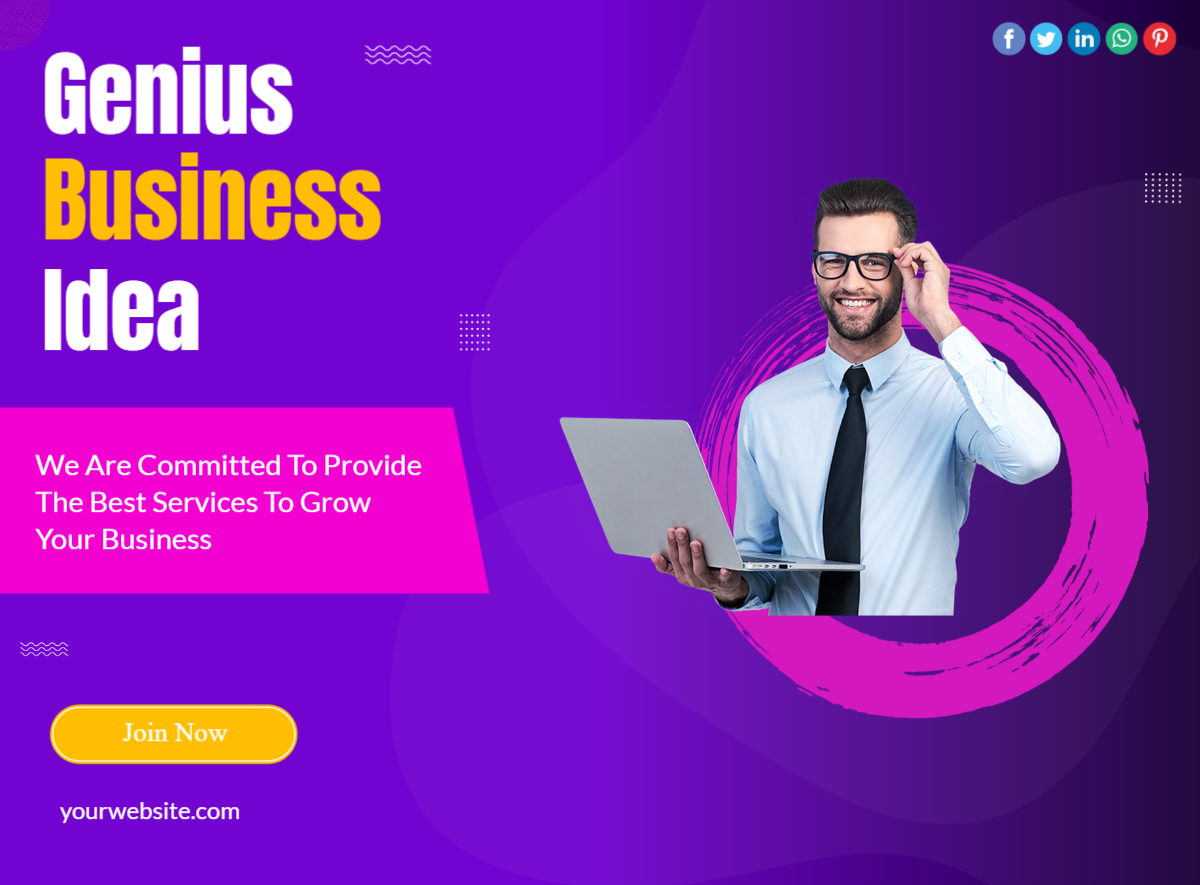 Genius
Business
Idea
We Are Committed To Provide
The Best Services To Grow
Your Business
Join Now
yourwebsite.com